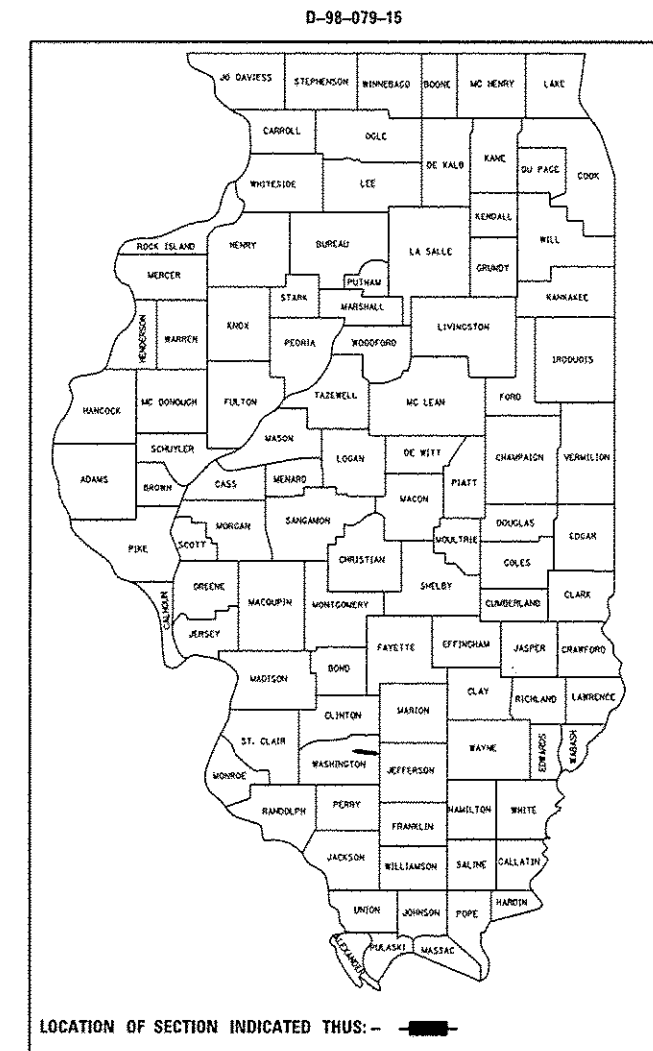 D-98-079-15
JO DAVIESS STEPHENSON WINNEBAGO BOONE MC HENRY LAKE
CARROLL OGLE
DE KALB KANE DU PAGE COOK
WHITESIDE LEE
KENDALL WILL
ROCK ISLAND HENRY BUREAU LA SALLE
MERCER PUTNAM GRUNDY
STARK MARSHALL KANKAKEE
HENDERSON WARREN KNOX PEORIA WOODFORD LIVINGSTON
IROQUOIS
HANCOCK MC DONOUGH FULTON TAZEWELL MC LEAN FORD
MASON
SCHUYLER LOGAN DE WITT CHAMPAIGN VERMILION
ADAMS BROWN CASS MENARD MACON PIATT
SCOTT MORGAN SANGAMON DOUGLAS
PIKE CHRISTIAN MOULTRIE EDGAR
COLES
CALHOUN GREENE MACOUPIN MONTGOMERY SHELBY CUMBERLAND CLARK
JERSEY
FAYETTE EFFINGHAM JASPER CRAWFORD
MADISON BOND
CLAY RICHLAND LAWRENCE
CLINTON MARION
ST. CLAIR WAYNE EDWARDS WABASH
WASHINGTON JEFFERSON
MONROE
RANDOLPH PERRY HAMILTON WHITE
FRANKLIN
JACKSON WILLIAMSON SALINE GALLATIN
UNION JOHNSON POPE HARDIN
ALEXANDER PULASKI MASSAC
LOCATION OF SECTION INDICATED THUS: -